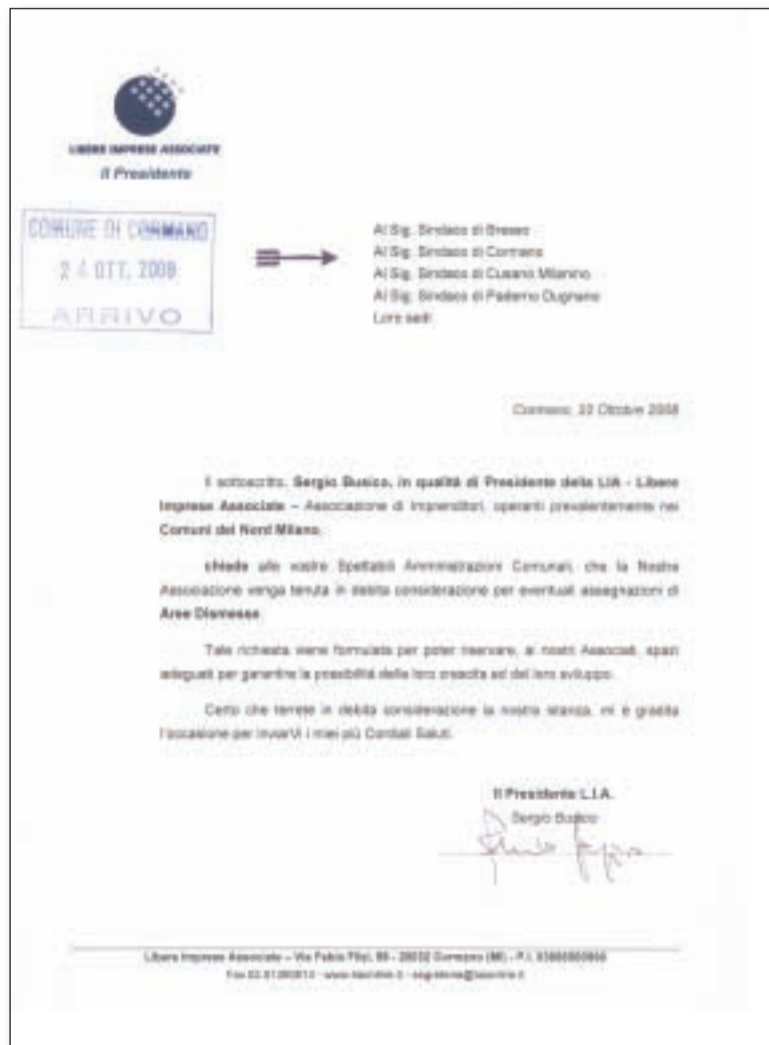 LIBERE IMPRESE ASSOCIATE
Il Presidente
COMUNE DI CORMANO
24 OTT. 2008
ARRIVO
Al Sig. Sindaco di Bresso
Al Sig. Sindaco di Cormano
Al Sig. Sindaco di Cusano Milanino
Al Sig. Sindaco di Paderno Dugnano
Loro sedi
Cormano, 22 Ottobre 2008
Il sottoscritto, Sergio Busico, in qualità di Presidente della LIA - Libere
Imprese Associate – Associazione di Imprenditori, operanti prevalentemente nei
Comuni del Nord Milano,
chiede alle vostre Spettabili Amministrazioni Comunali, che la Nostra
Associazione venga tenuta in debita considerazione per eventuali assegnazioni di
Aree Dismesse.
Tale richiesta viene formulata per poter riservare, ai nostri Associati, spazi
adeguati per garantire la possibilità della loro crescita ed del loro sviluppo.
Certo che terrete in debita considerazione la nostra istanza, mi è gradita
l'occasione per inviarVi i miei più Cordiali Saluti.
Il Presidente L.I.A.
Sergio Busico
Libere Imprese Associate – Via Fabio Filzi, - 20032 Cormano (MI) - P.I.
Fax